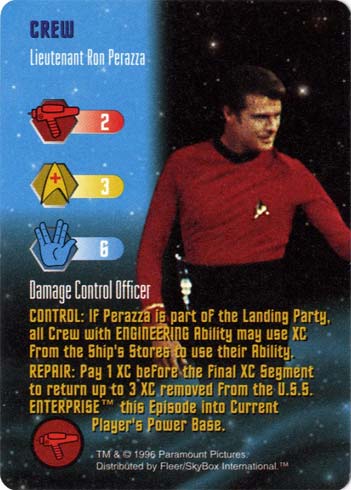 CREW
Lieutenant Ron Perazza
2
3
6
Damage Control Officer
CONTROL: If Perazza is part of the Landing Party,
all Crew with ENGINEERING Ability may use XC
From the Ship's Stores to use their Ability.
REPAIR: Pay 1 XC before the Final XC Segment
to return up to 3 XC removed From the U.S.S.
ENTERPRISE™ this Episode into Current
Player's Power Base.
TM & © 1996 Paramount Pictures.
Distributed by Fleer/SkyBox International.™